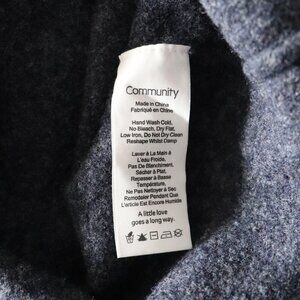 Community
Made in China
Fabriqué en Chine
Hand Wash Cold,
No Bleach, Dry Flat,
Low Iron, Do Not Dry Clean
Reshape Whilst Damp
Laver à La Main à
L'eau Froide,
Pas De Blanchiment,
Sécher à Plat,
Repasser à Basse
Température,
Ne Pas Nettoyer à Sec
Remodeler Pendant Que
L'article Est Encore Humide
A little love
goes a long way.